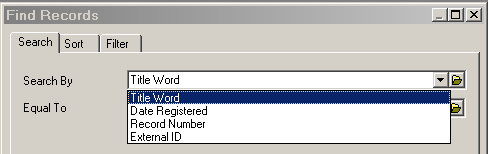 Find Records
Search Sort Filter
Search By Title Word
Title Word
Equal To Date Registered
Record Number
External ID